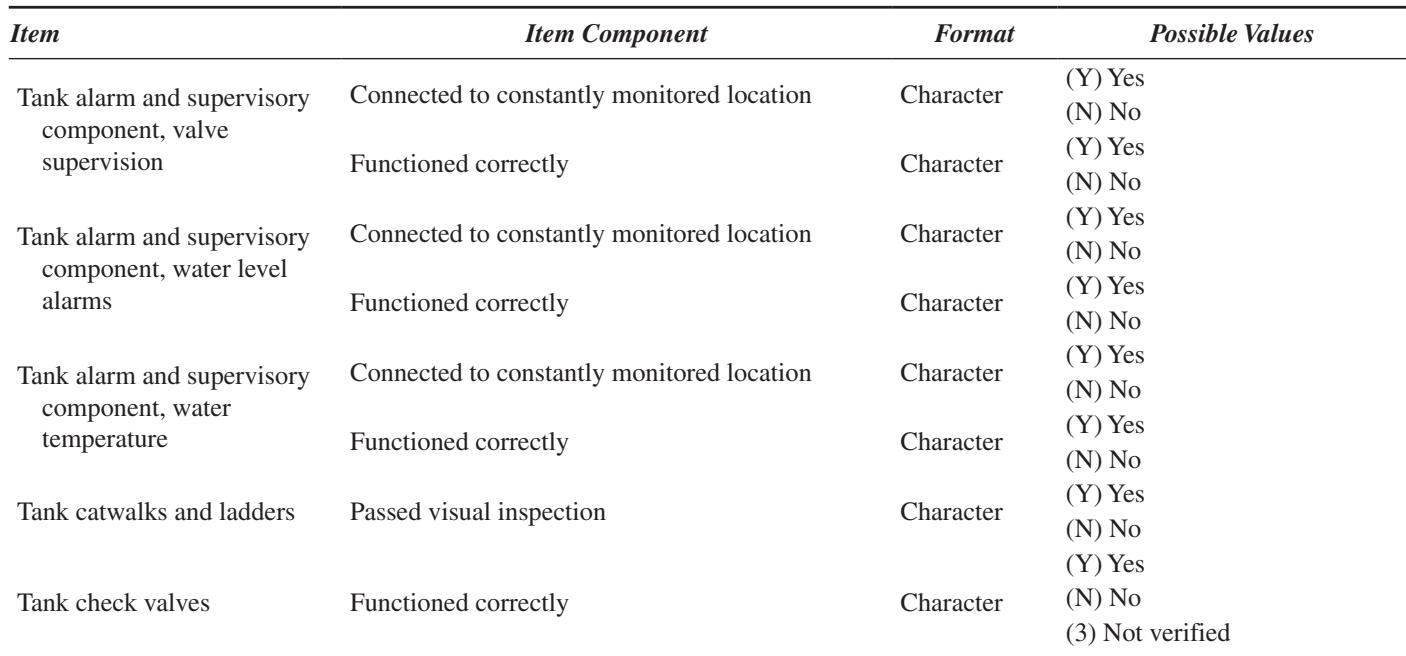 Item Item Component Format Possible Values
Tank alarm and supervisory component, valve supervision Connected to constantly monitored location Character (Y) Yes
(N) No
Functioned correctly Character (Y) Yes
(N) No
Tank alarm and supervisory component, water level alarms Connected to constantly monitored location Character (Y) Yes
(N) No
Functioned correctly Character (Y) Yes
(N) No
Tank alarm and supervisory component, water temperature Connected to constantly monitored location Character (Y) Yes
(N) No
Functioned correctly Character (Y) Yes
(N) No
Tank catwalks and ladders Passed visual inspection Character (Y) Yes
(N) No
Tank check valves Functioned correctly Character (Y) Yes
(N) No
(3) Not verified